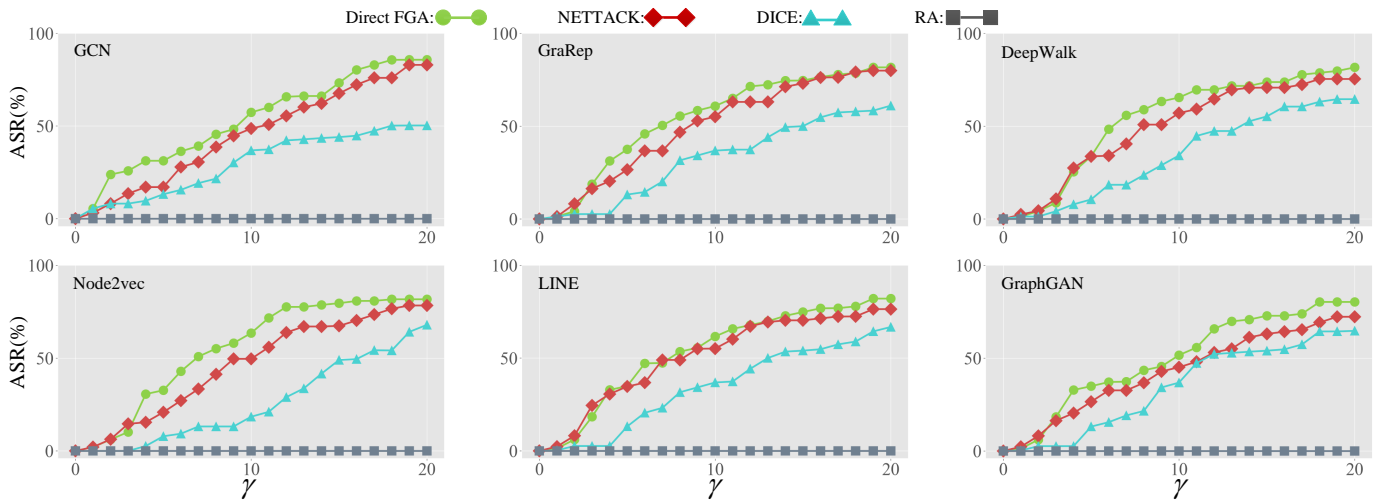 Direct FGA: NETTACK: DICE: RA:
100 100 100
GCN GraRep DeepWalk
ASR(%)
50 50 50
0 0 0
0 10 20 0 10 20 0 10 20
100 100 100
Node2vec LINE GraphGAN
ASR(%)
50 50 50
0 0 0
0 10 20 0 10 20 0 10 20
γ γ γ